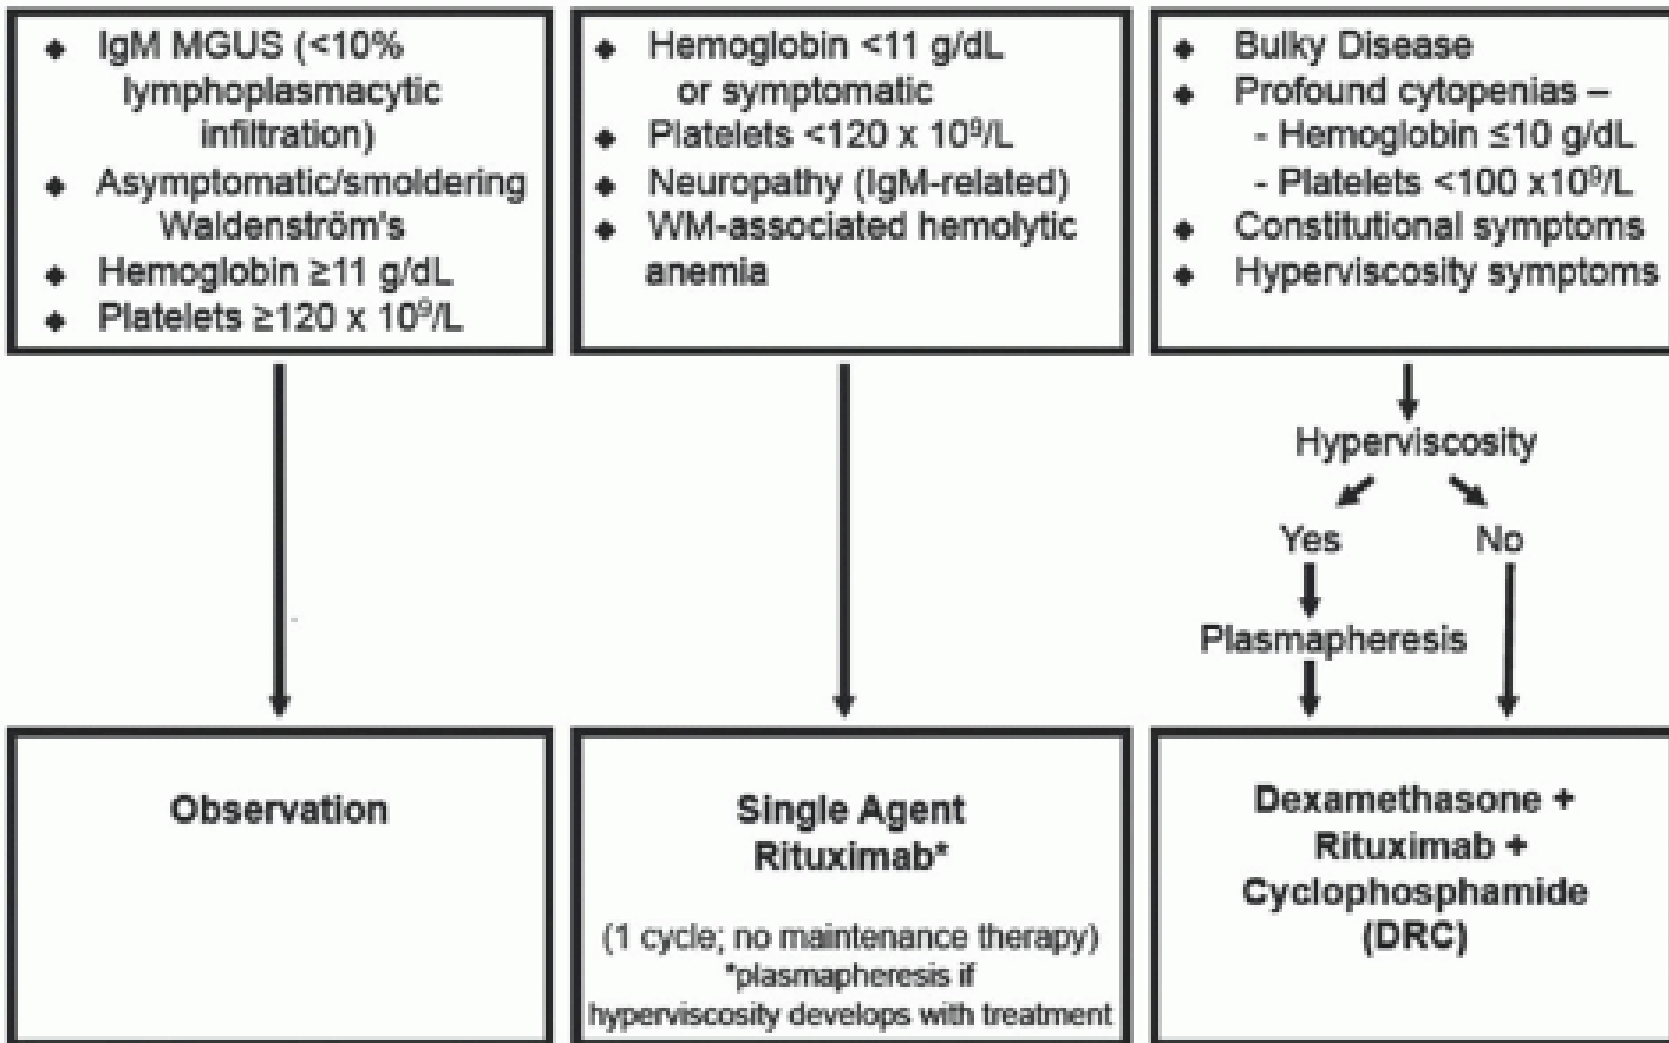 ◆ IgM MGUS (<10%
lymphoplasmacytic
infiltration)
◆ Asymptomatic/smoldering
Waldenström's
◆ Hemoglobin ≥11 g/dL
◆ Platelets ≥120 x 10⁹/L
◆ Hemoglobin <11 g/dL
or symptomatic
◆ Platelets <120 x 10⁹/L
◆ Neuropathy (IgM-related)
◆ WM-associated hemolytic
anemia
◆ Bulky Disease
◆ Profound cytopenias –
- Hemoglobin ≤10 g/dL
- Platelets <100 x10⁹/L
◆ Constitutional symptoms
◆ Hyperviscosity symptoms
Hyperviscosity
Yes No
Plasmapheresis
Observation
Single Agent
Rituximab*
(1 cycle; no maintenance therapy)
*plasmapheresis if
hyperviscosity develops with treatment
Dexamethasone +
Rituximab +
Cyclophosphamide
(DRC)